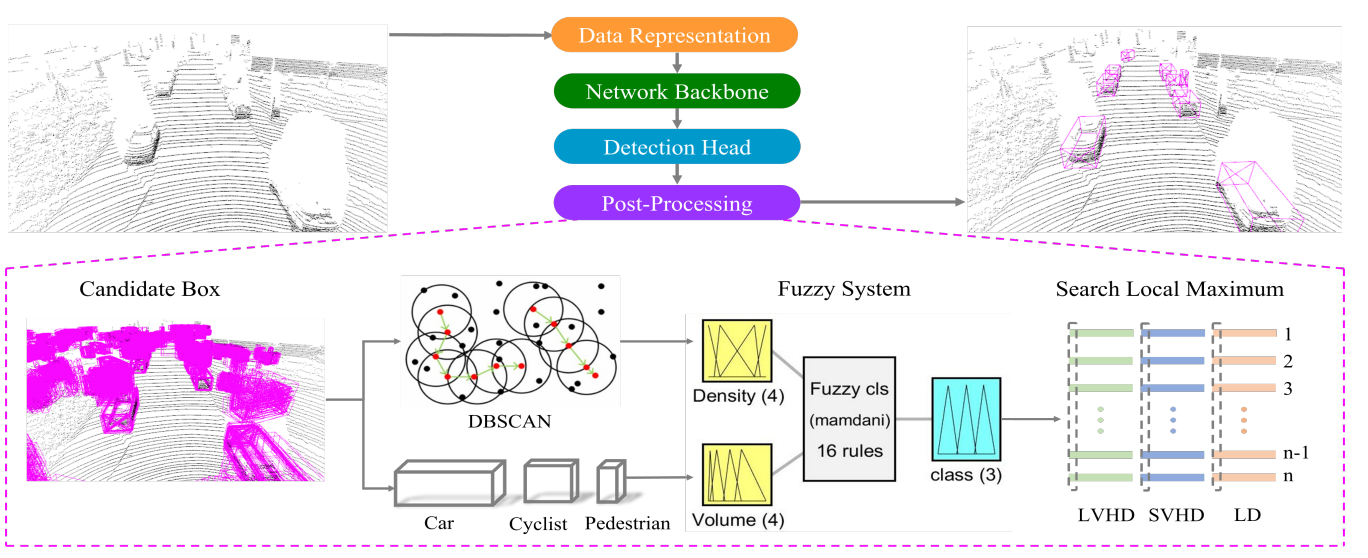 Data Representation
Network Backbone
Detection Head
Post-Processing
Candidate Box
Fuzzy System
Search Local Maximum
DBSCAN
Car
Cyclist
Pedestrian
Density (4)
Volume (4)
Fuzzy cls
(mamdani)
16 rules
class (3)
1
2
3
n-1
n
LVHD
SVHD
LD